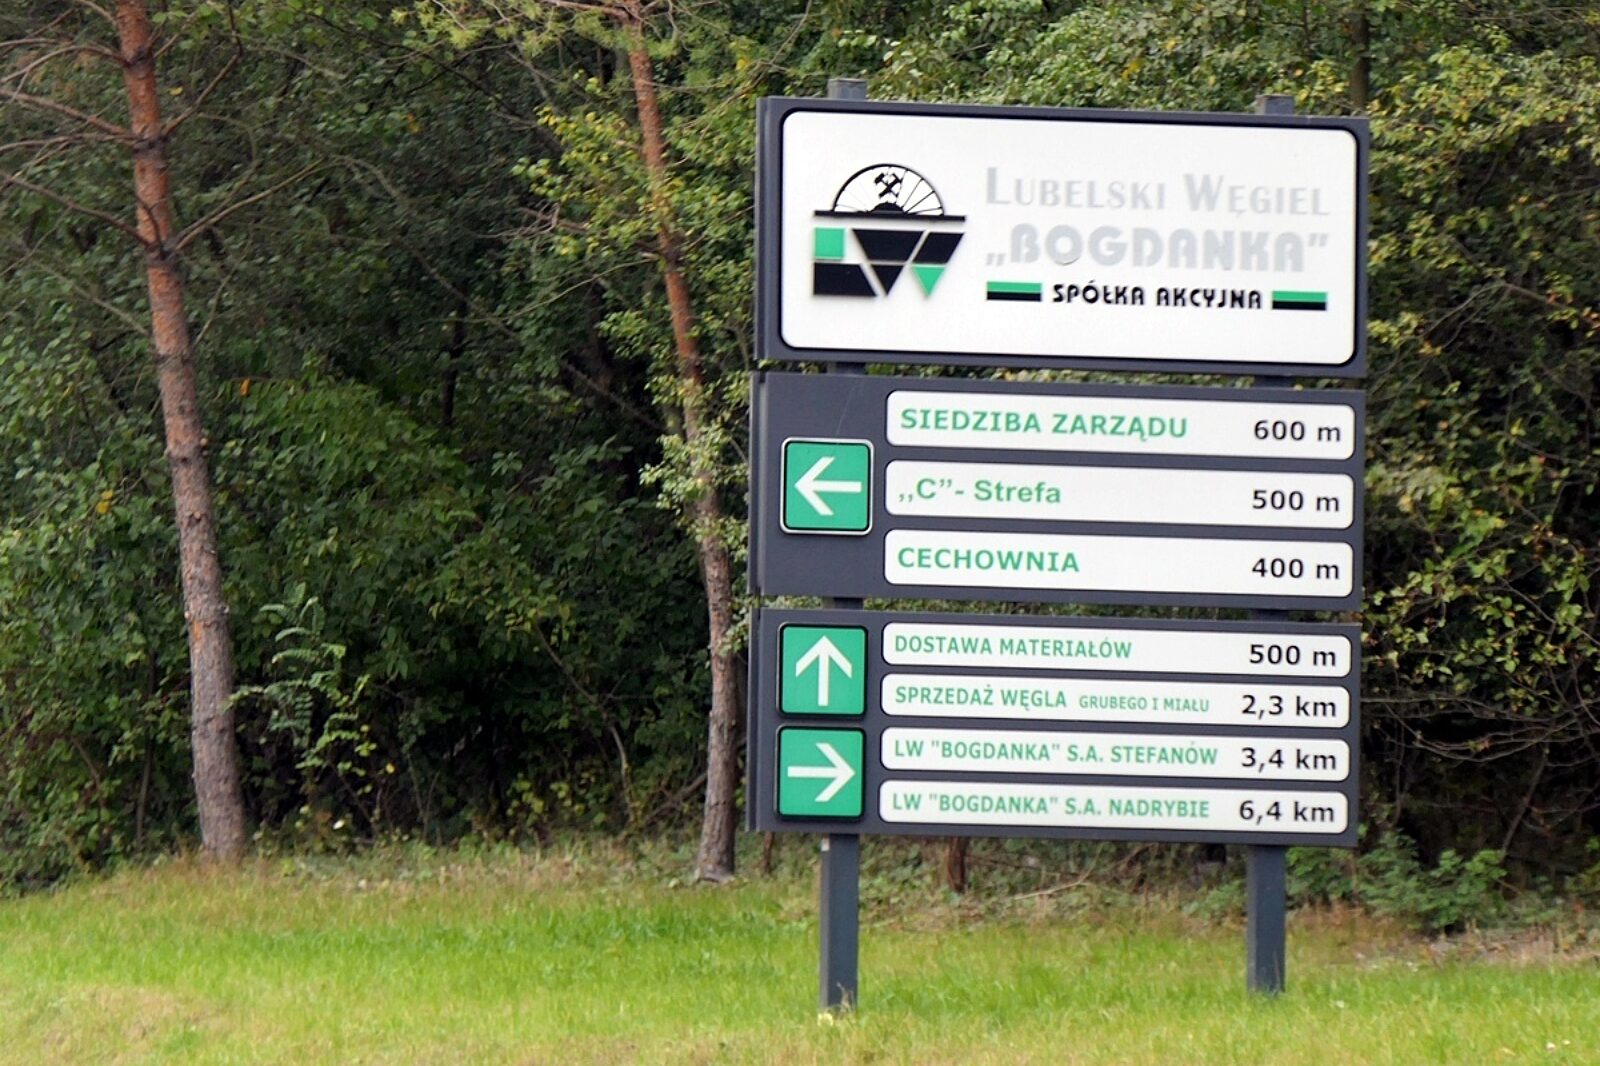 LUBELSKI WĘGIEL
„BOGDANKA”
SPÓŁKA AKCYJNA
SIEDZIBA ZARZĄDU 600 m
,,C”- Strefa 500 m
CECHOWNIA 400 m
DOSTAWA MATERIAŁÓW 500 m
SPRZEDAŻ WĘGLA GRUBEGO I MIAŁU 2,3 km
LW "BOGDANKA" S.A. STEFANÓW 3,4 km
LW "BOGDANKA" S.A. NADRYBIE 6,4 km